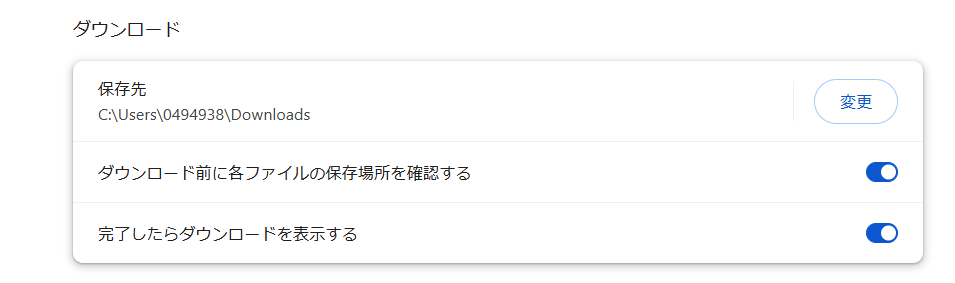 ダウンロード
保存先
C:\Users\0494938\Downloads
変更
ダウンロード前に各ファイルの保存場所を確認する
完了したらダウンロードを表示する